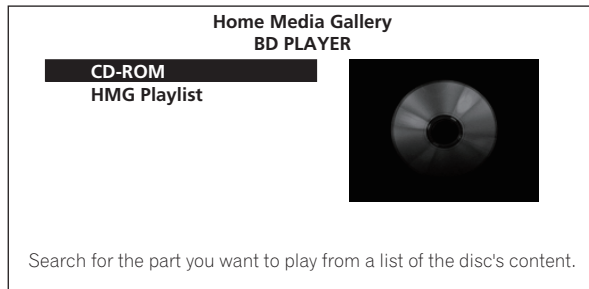 Home Media Gallery
BD PLAYER
CD-ROM
HMG Playlist
Search for the part you want to play from a list of the disc's content.